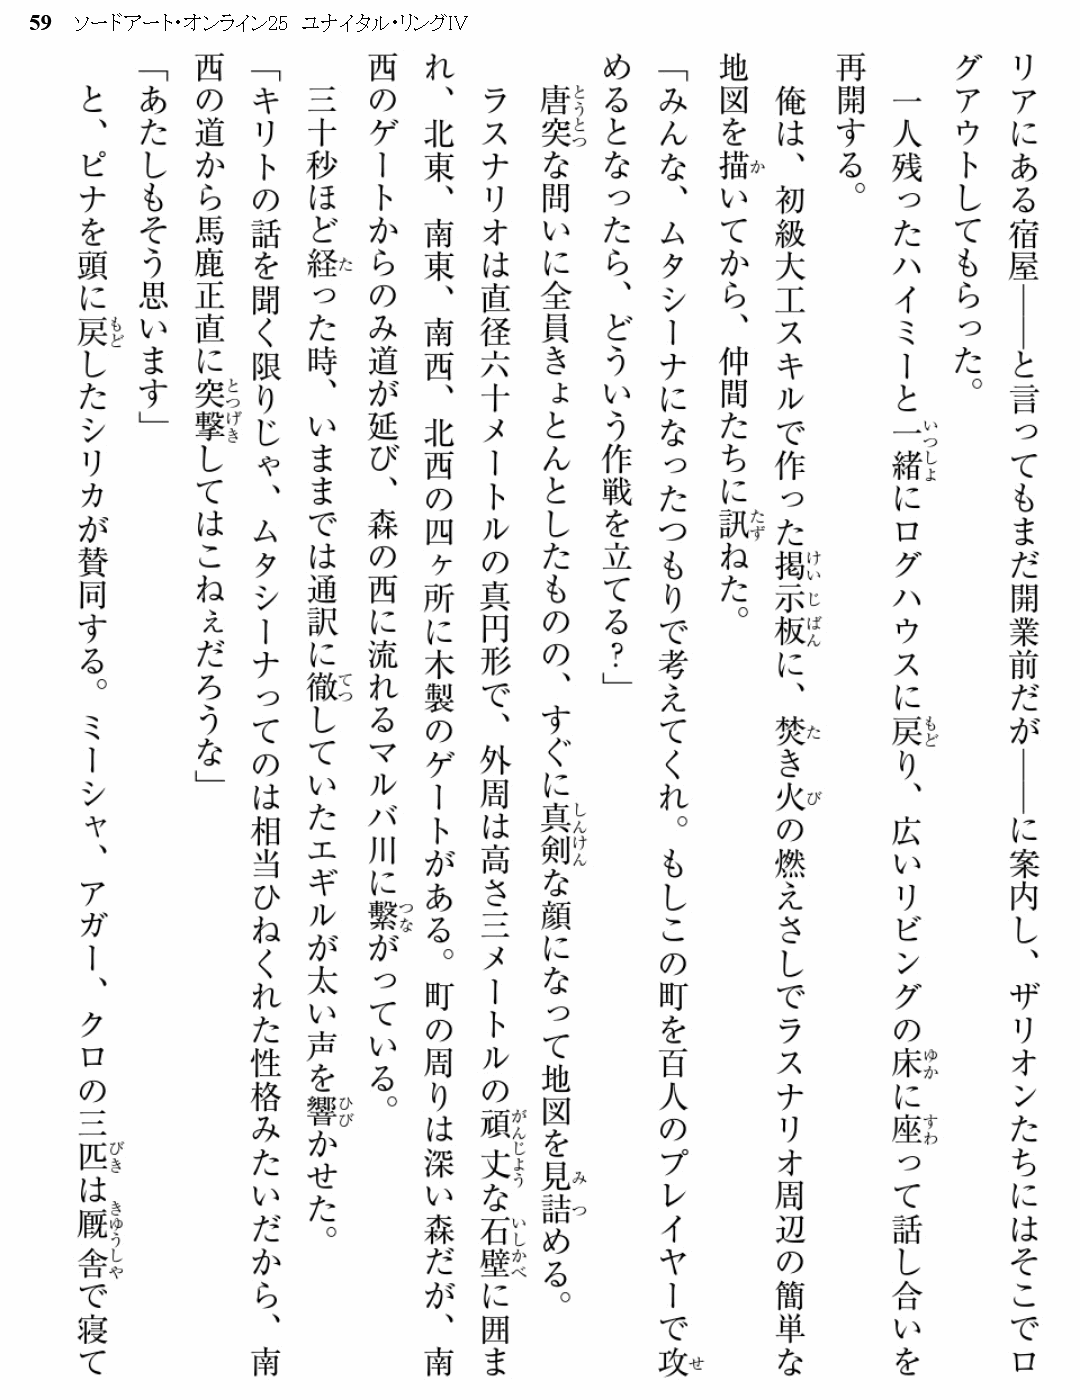 59 ソードアート・オンライン25 ユナイタル・リングIV
リアにある宿屋――と言ってもまだ開業前だが――に案内し、ザリオンたちにはそこでロ
グアウトしてもらった。
一人残ったハイミーと一緒にログハウスに戻り、広いリビングの床に座って話し合いを
再開する。
俺は、初級大工スキルで作った掲示板に、焚き火の燃えさしでラスナリオ周辺の簡単な
地図を描いてから、仲間たちに訊ねた。
「みんな、ムタシーナになったつもりで考えてくれ。もしこの町を百人のプレイヤーで攻
めるとなったら、どういう作戦を立てる?」
唐突な問いに全員きょとんとしたものの、すぐに真剣な顔になって地図を見詰める。
ラスナリオは直径六十メートルの真円形で、外周は高さ三メートルの頑丈な石壁に囲ま
れ、北東、南東、南西、北西の四ヶ所に木製のゲートがある。町の周りは深い森だが、南
西のゲートからのみ道が延び、森の西に流れるマルバ川に繋がっている。
三十秒ほど経った時、いままでは通訳に徹していたエギルが太い声を響かせた。
「キリトの話を聞く限りじゃ、ムタシーナってのは相当ひねくれた性格みたいだから、南
西の道から馬鹿正直に突撃してはこねぇだろうな」
「あたしもそう思います」
と、ピナを頭に戻したシリカが賛同する。ミーシャ、アガー、クロの三匹は厩舎で寝て